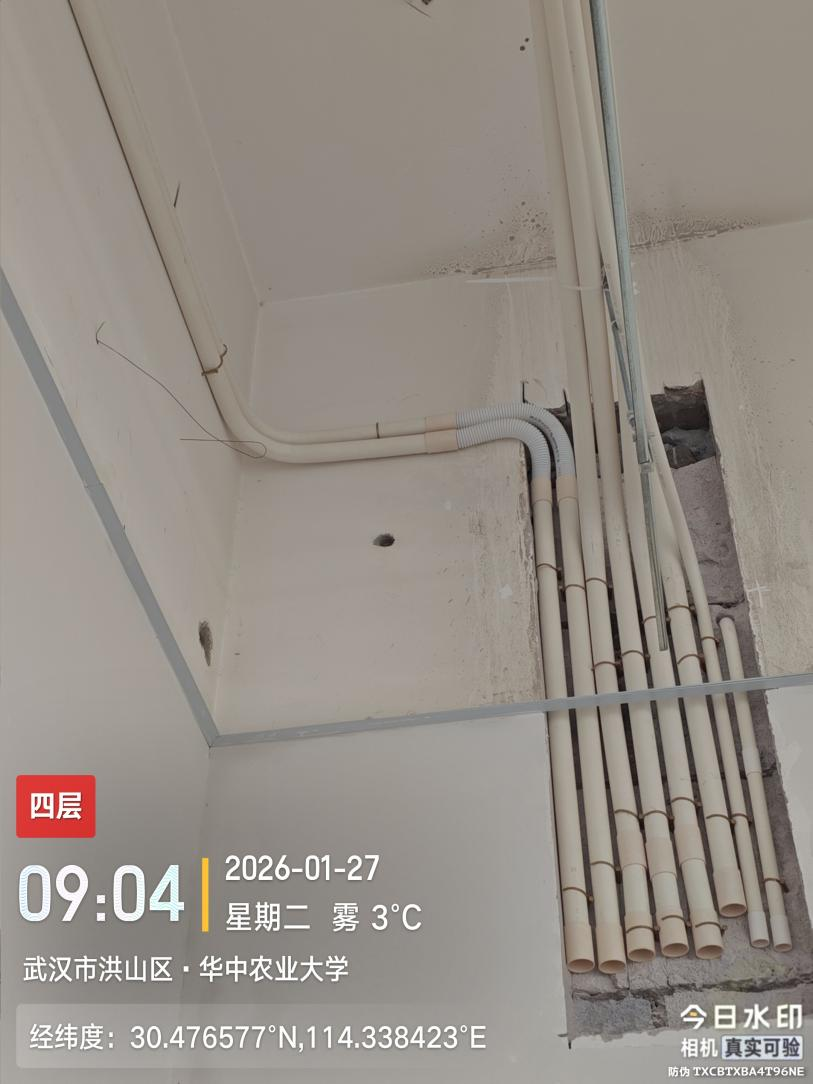 四层
09:04
2026-01-27
星期二 雾 3℃
武汉市洪山区·华中农业大学
经纬度：30.476577°N,114.338423°E
今日水印
相机 真实可验
防伪 TXCBTXBA4T96NE